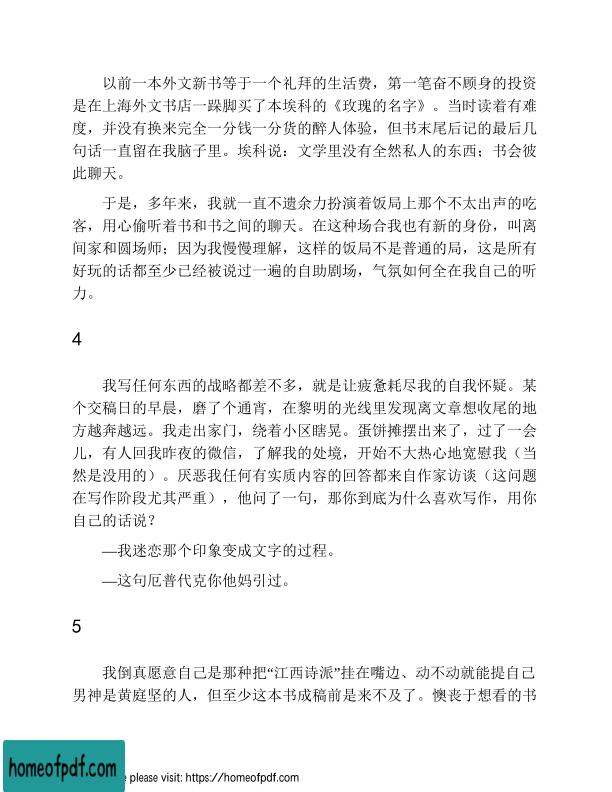 以前一本外文新书等于一个礼拜的生活费，第一笔奋不顾身的投资
是在上海外文书店一跺脚买了本埃科的《玫瑰的名字》。当时读着有难
度，并没有换来完全一分钱一分货的醉人体验，但书末尾后记的最后几
句话一直留在我脑子里。埃科说：文学里没有全然私人的东西；书会彼
此聊天。
于是，多年来，我就一直不遗余力扮演着饭局上那个不太出声的吃
客，用心偷听着书和书之间的聊天。在这种场合我也有新的身份，叫离
间家和圆场师；因为我慢慢理解，这样的饭局不是普通的局，这是所有
好玩的话都至少已经被说过一遍的自助剧场，气氛如何全在我自己的听
力。
4
我写任何东西的战略都差不多，就是让疲惫耗尽我的自我怀疑。某
个交稿日的早晨，磨了个通宵，在黎明的光线里发现离文章想收尾的地
方越奔越远。我走出家门，绕着小区瞎晃。蛋饼摊摆出来了，过了一会
儿，有人回我昨夜的微信，了解我的处境，开始不大热心地宽慰我（当
然是没用的）。厌恶我任何有实质内容的回答都来自作家访谈（这问题
在写作阶段尤其严重），他问了一句，那你到底为什么喜欢写作，用你
自己的话说？
—我迷恋那个印象变成文字的过程。
—这句厄普代克你他妈引过。
5
我倒真愿意自己是那种把“江西诗派”挂在嘴边、动不动就能提自己
男神是黄庭坚的人，但至少这本书成稿前是来不及了。懊丧于想看的书
homeofpdf.com
e please visit: https://homeofpdf.com